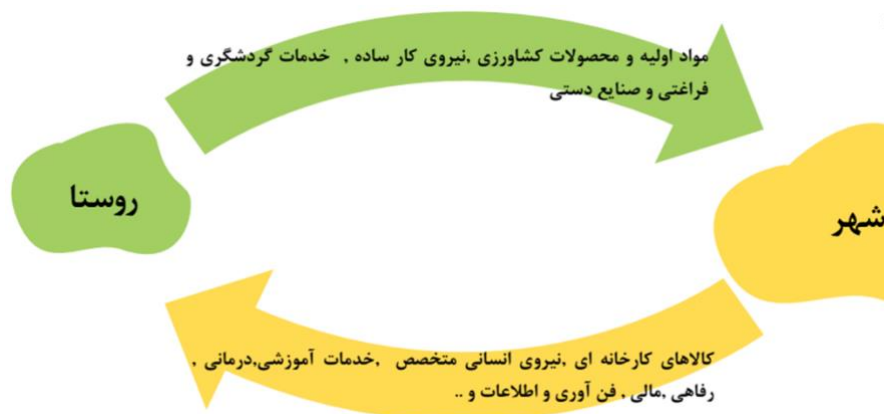 مواد اولیه و محصولات کشاورزی ,نیروی کار ساده , خدمات گردشگری و
فراغتی و صنایع دستی
شهر
روستا
کالاهای کارخانه ای ,نیروی انسانی متخصص ,خدمات آموزشی,درمانی ,
رفاهی ,مالی , فن آوری و اطلاعات و ..